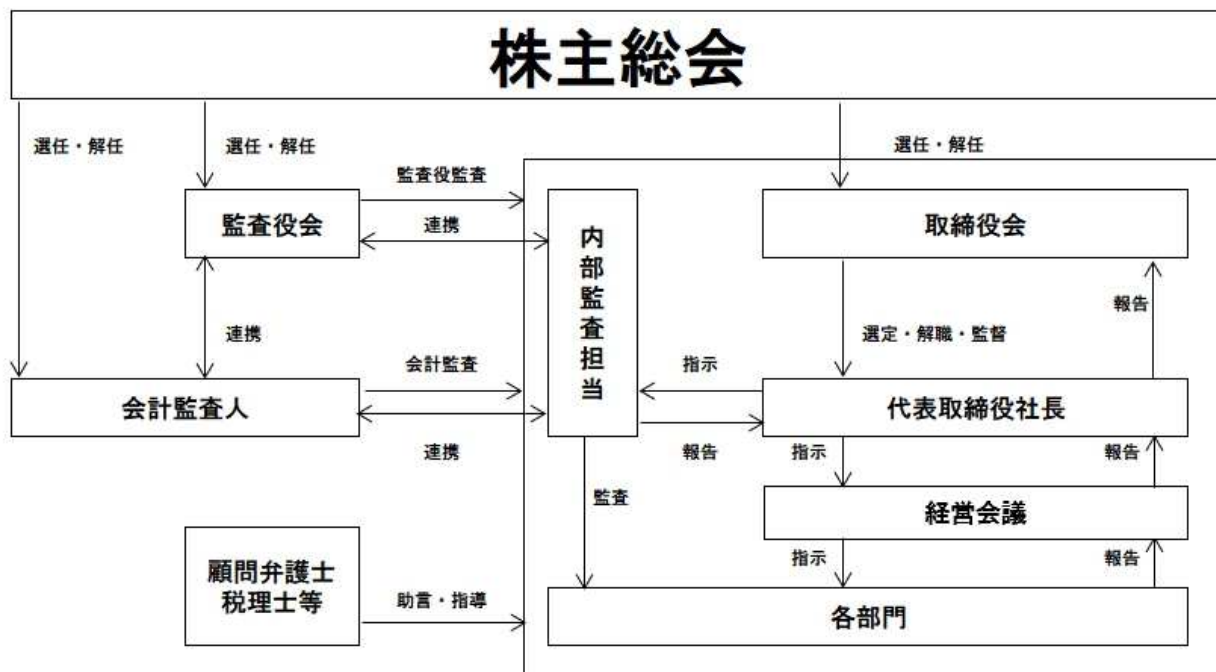 株主総会
選任・解任
選任・解任
選任・解任
監査役監査
監査役会
連携
内部監査担当
取締役会
報告
連携
選定・解職・監督
会計監査
指示
会計監査人
代表取締役社長
連携
報告
指示
報告
監査
経営会議
指示
報告
顧問弁護士
税理士等
助言・指導
各部門